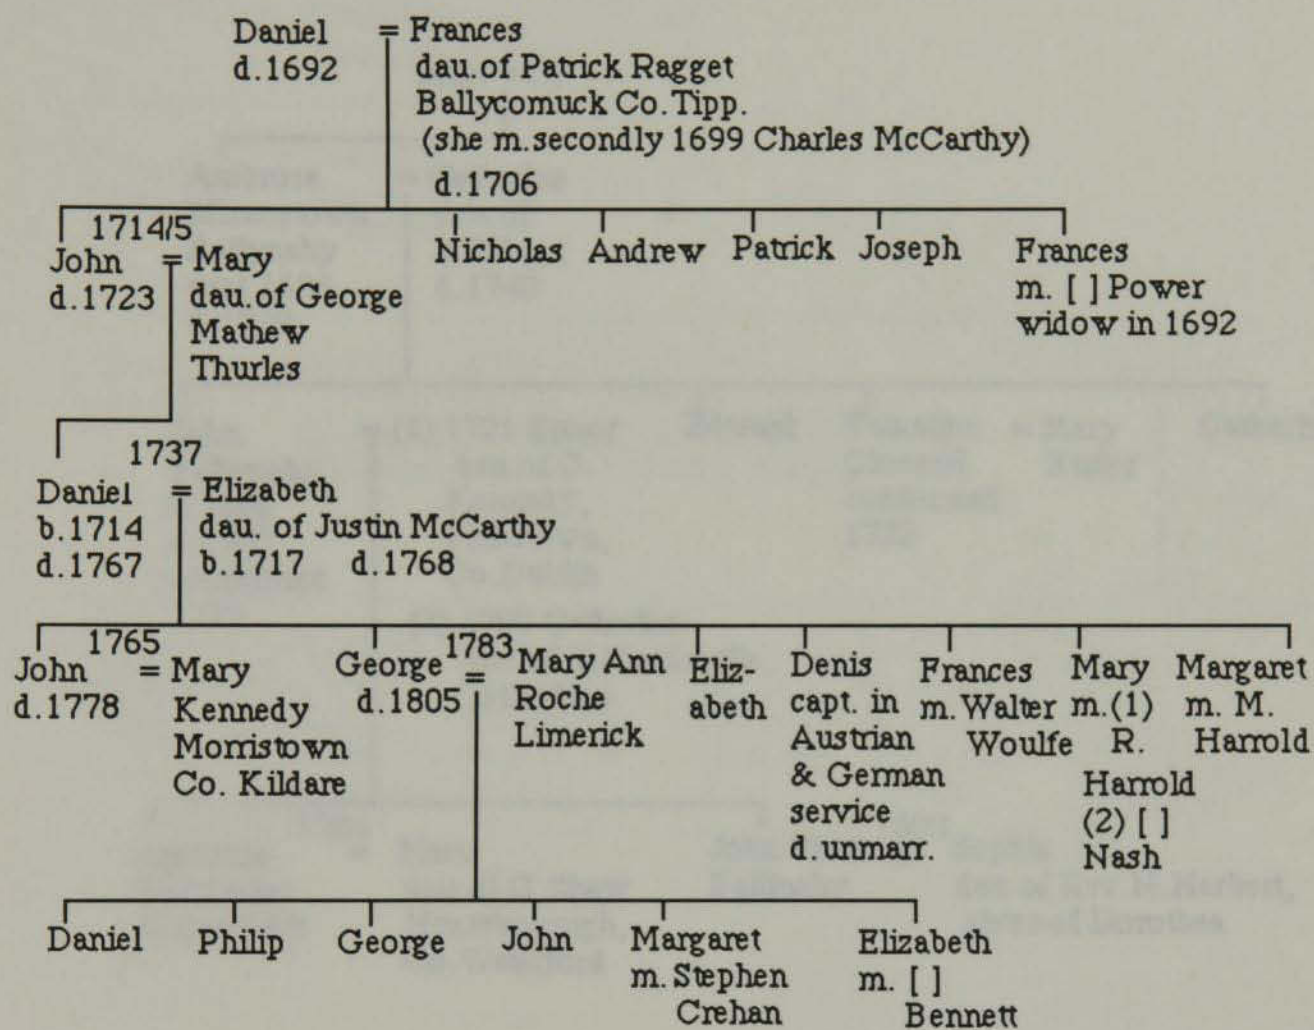 Daniel = Frances
d.1692 dau.of Patrick Ragget
Ballycomuck Co.Tipp.
(she m.secondly 1699 Charles McCarthy)
d.1706
1714/5
John = Mary
d.1723 dau.of George
Mathew
Thurles
Nicholas Andrew Patrick Joseph Frances
m. [ ] Power
widow in 1692
1737
Daniel = Elizabeth
b.1714 dau. of Justin McCarthy
d.1767 b.1717 d.1768
1765
John = Mary
d.1778 Kennedy
Morristown
Co. Kildare
George 1783 = Mary Ann
d.1805 Roche
Limerick
Eliz-
abeth
Denis
capt. in
Austrian
& German
service
d.unmarr.
Frances
m. Walter
Woulfe
Mary
m.(1)
R.
Harrold
(2) [ ]
Nash
Margaret
m. M.
Harrold
Daniel Philip George John Margaret
m. Stephen
Crehan
Elizabeth
m. [ ]
Bennett